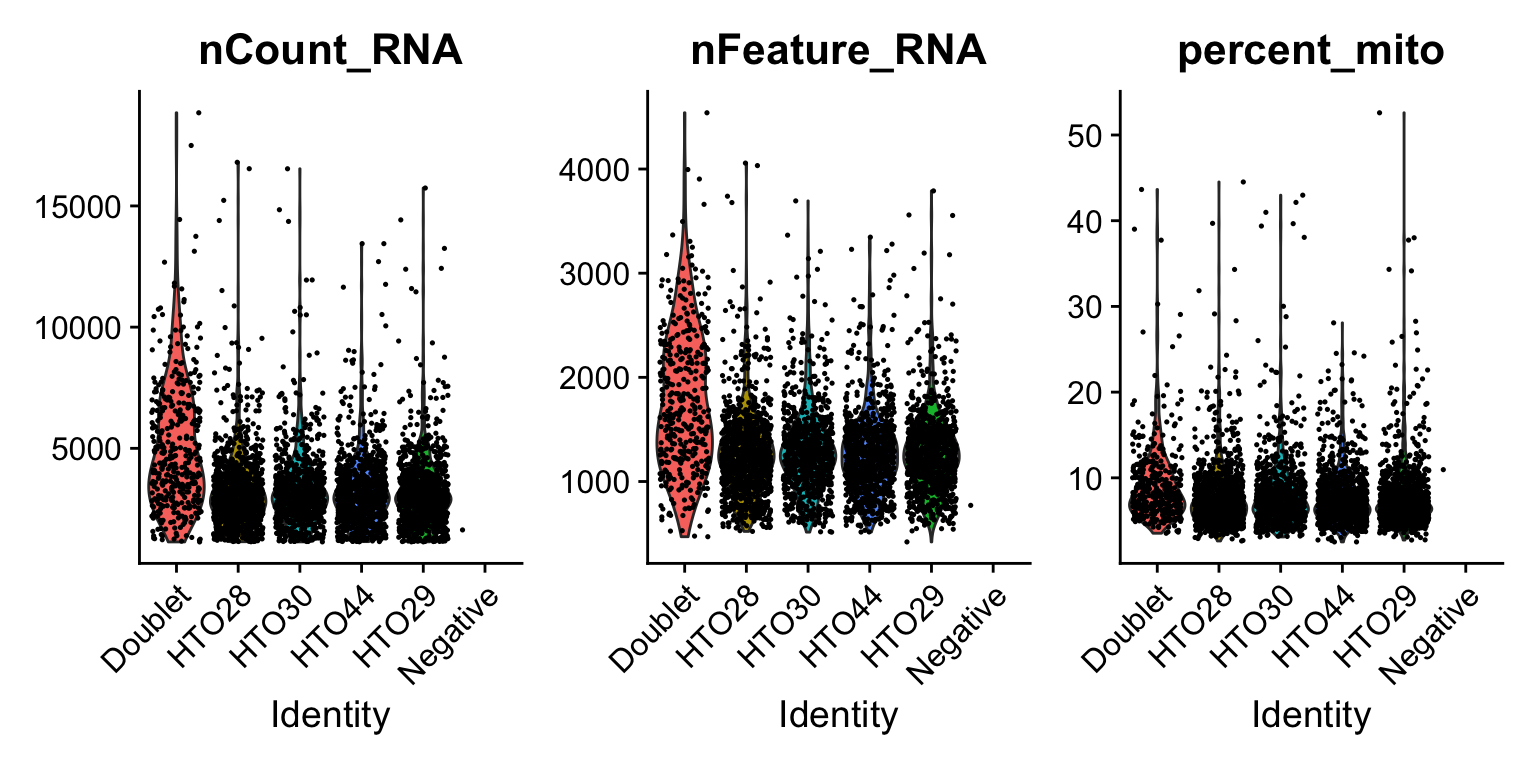 nCount_RNA
15000
10000
5000
Doublet
HTO28
HTO30
HTO44
HTO29
Negative
Identity
nFeature_RNA
4000
3000
2000
1000
Doublet
HTO28
HTO30
HTO44
HTO29
Negative
Identity
percent_mito
50
40
30
20
10
Doublet
HTO28
HTO30
HTO44
HTO29
Negative
Identity